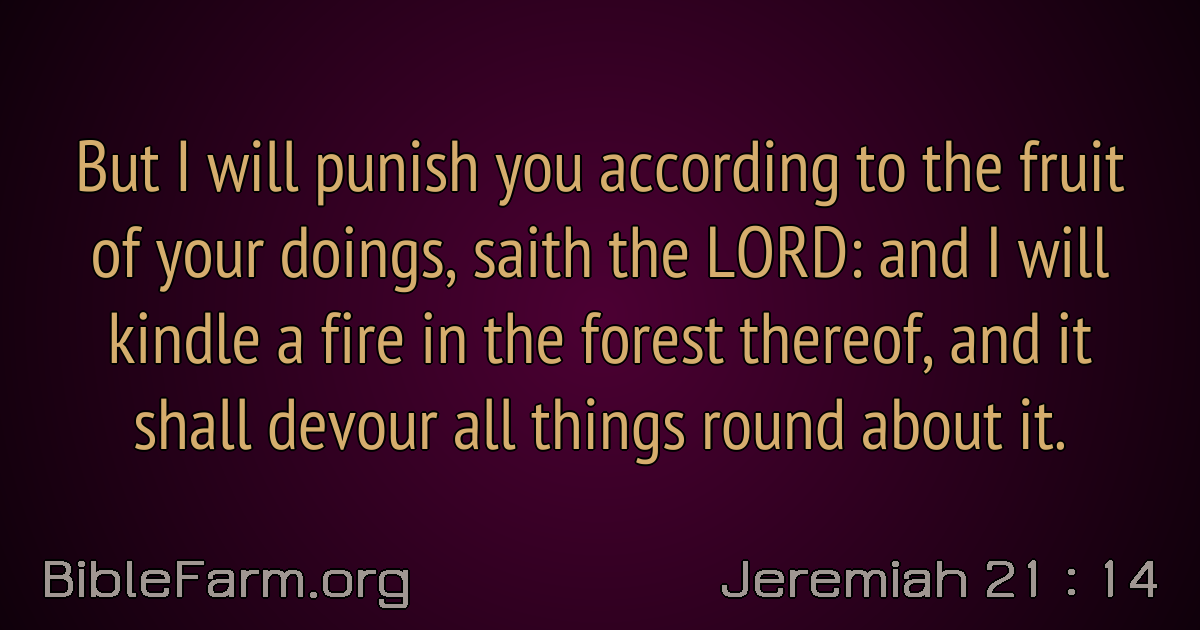 But I will punish you according to the fruit
of your doings, saith the LORD: and I will
kindle a fire in the forest thereof, and it
shall devour all things round about it.
BibleFarm.org
Jeremiah 21 : 14